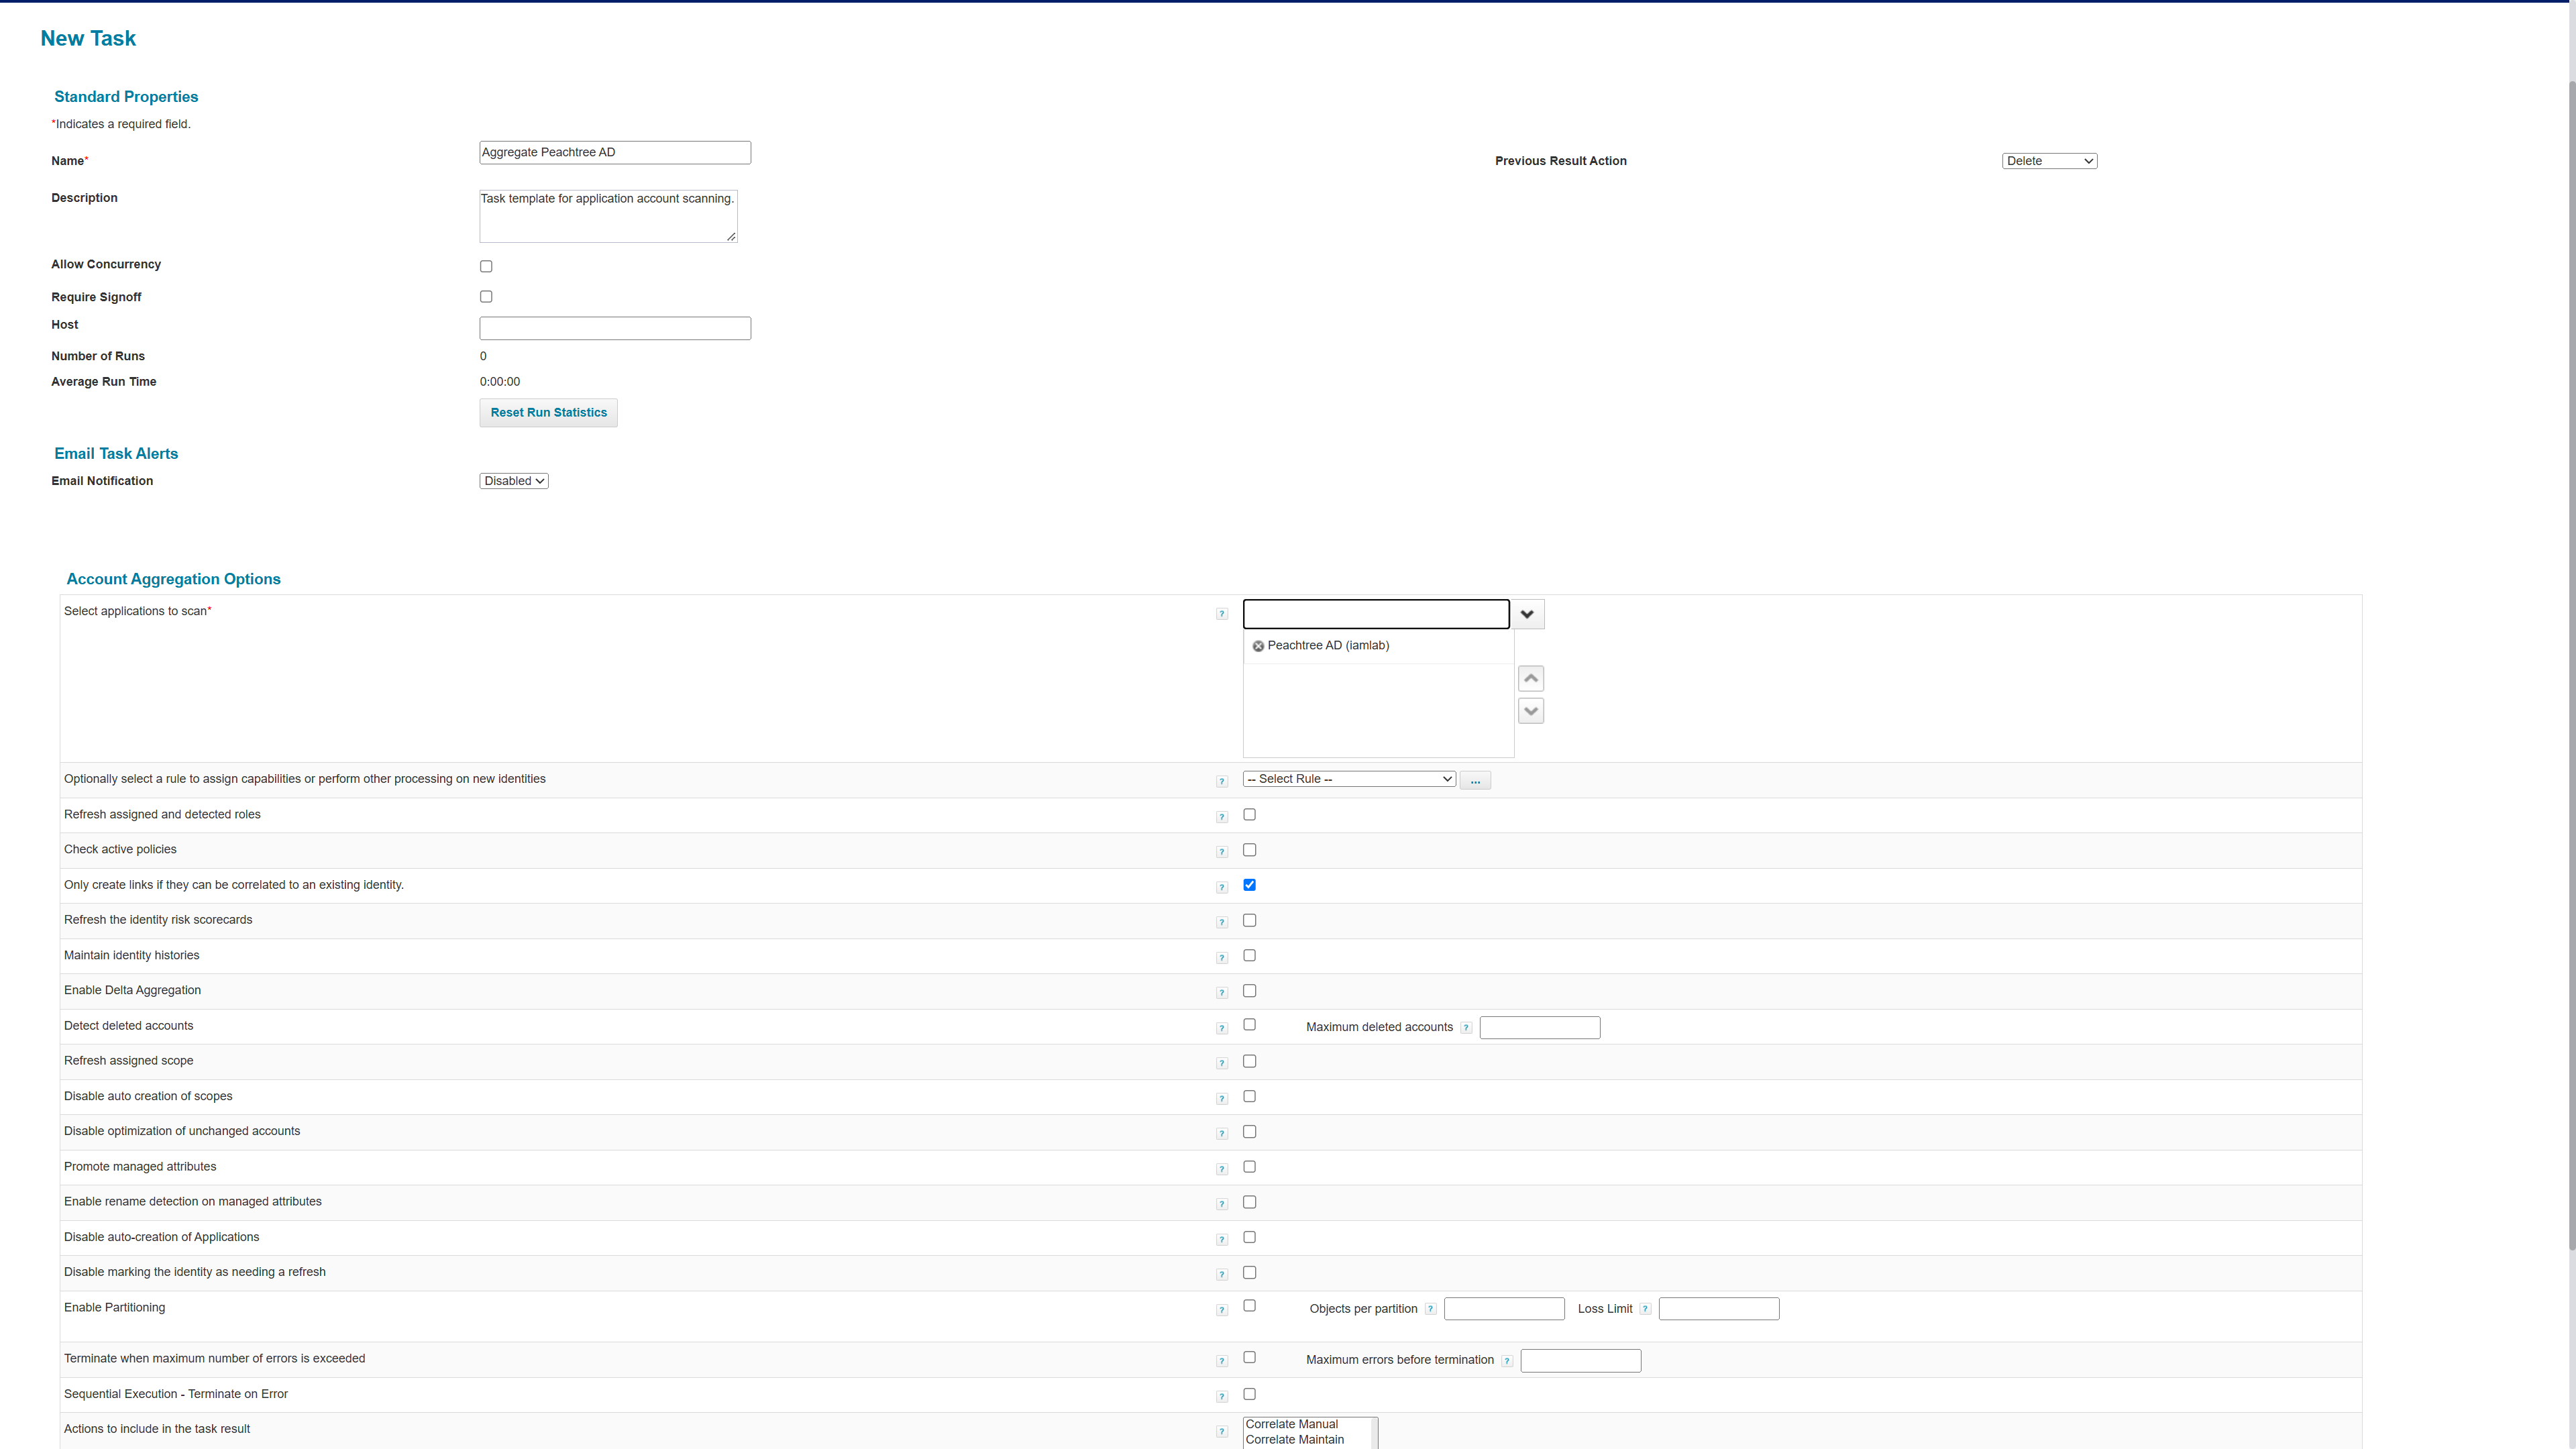 New Task
Standard Properties
*Indicates a required field.
Name* Aggregate Peachtree AD Previous Result Action Delete
Description Task template for application account scanning.
Allow Concurrency
Require Signoff
Host
Number of Runs 0
Average Run Time 0:00:00
Reset Run Statistics
Email Task Alerts
Email Notification Disabled
Account Aggregation Options
Select applications to scan* ?
Peachtree AD (iamlab)
Optionally select a rule to assign capabilities or perform other processing on new identities ? -- Select Rule -- ...
Refresh assigned and detected roles ?
Check active policies ?
Only create links if they can be correlated to an existing identity. ?
Refresh the identity risk scorecards ?
Maintain identity histories ?
Enable Delta Aggregation ?
Detect deleted accounts ? Maximum deleted accounts ?
Refresh assigned scope ?
Disable auto creation of scopes ?
Disable optimization of unchanged accounts ?
Promote managed attributes ?
Enable rename detection on managed attributes ?
Disable auto-creation of Applications ?
Disable marking the identity as needing a refresh ?
Enable Partitioning ? Objects per partition ? Loss Limit ?
Terminate when maximum number of errors is exceeded ? Maximum errors before termination ?
Sequential Execution - Terminate on Error ?
Actions to include in the task result ? Correlate Manual
Correlate Maintain